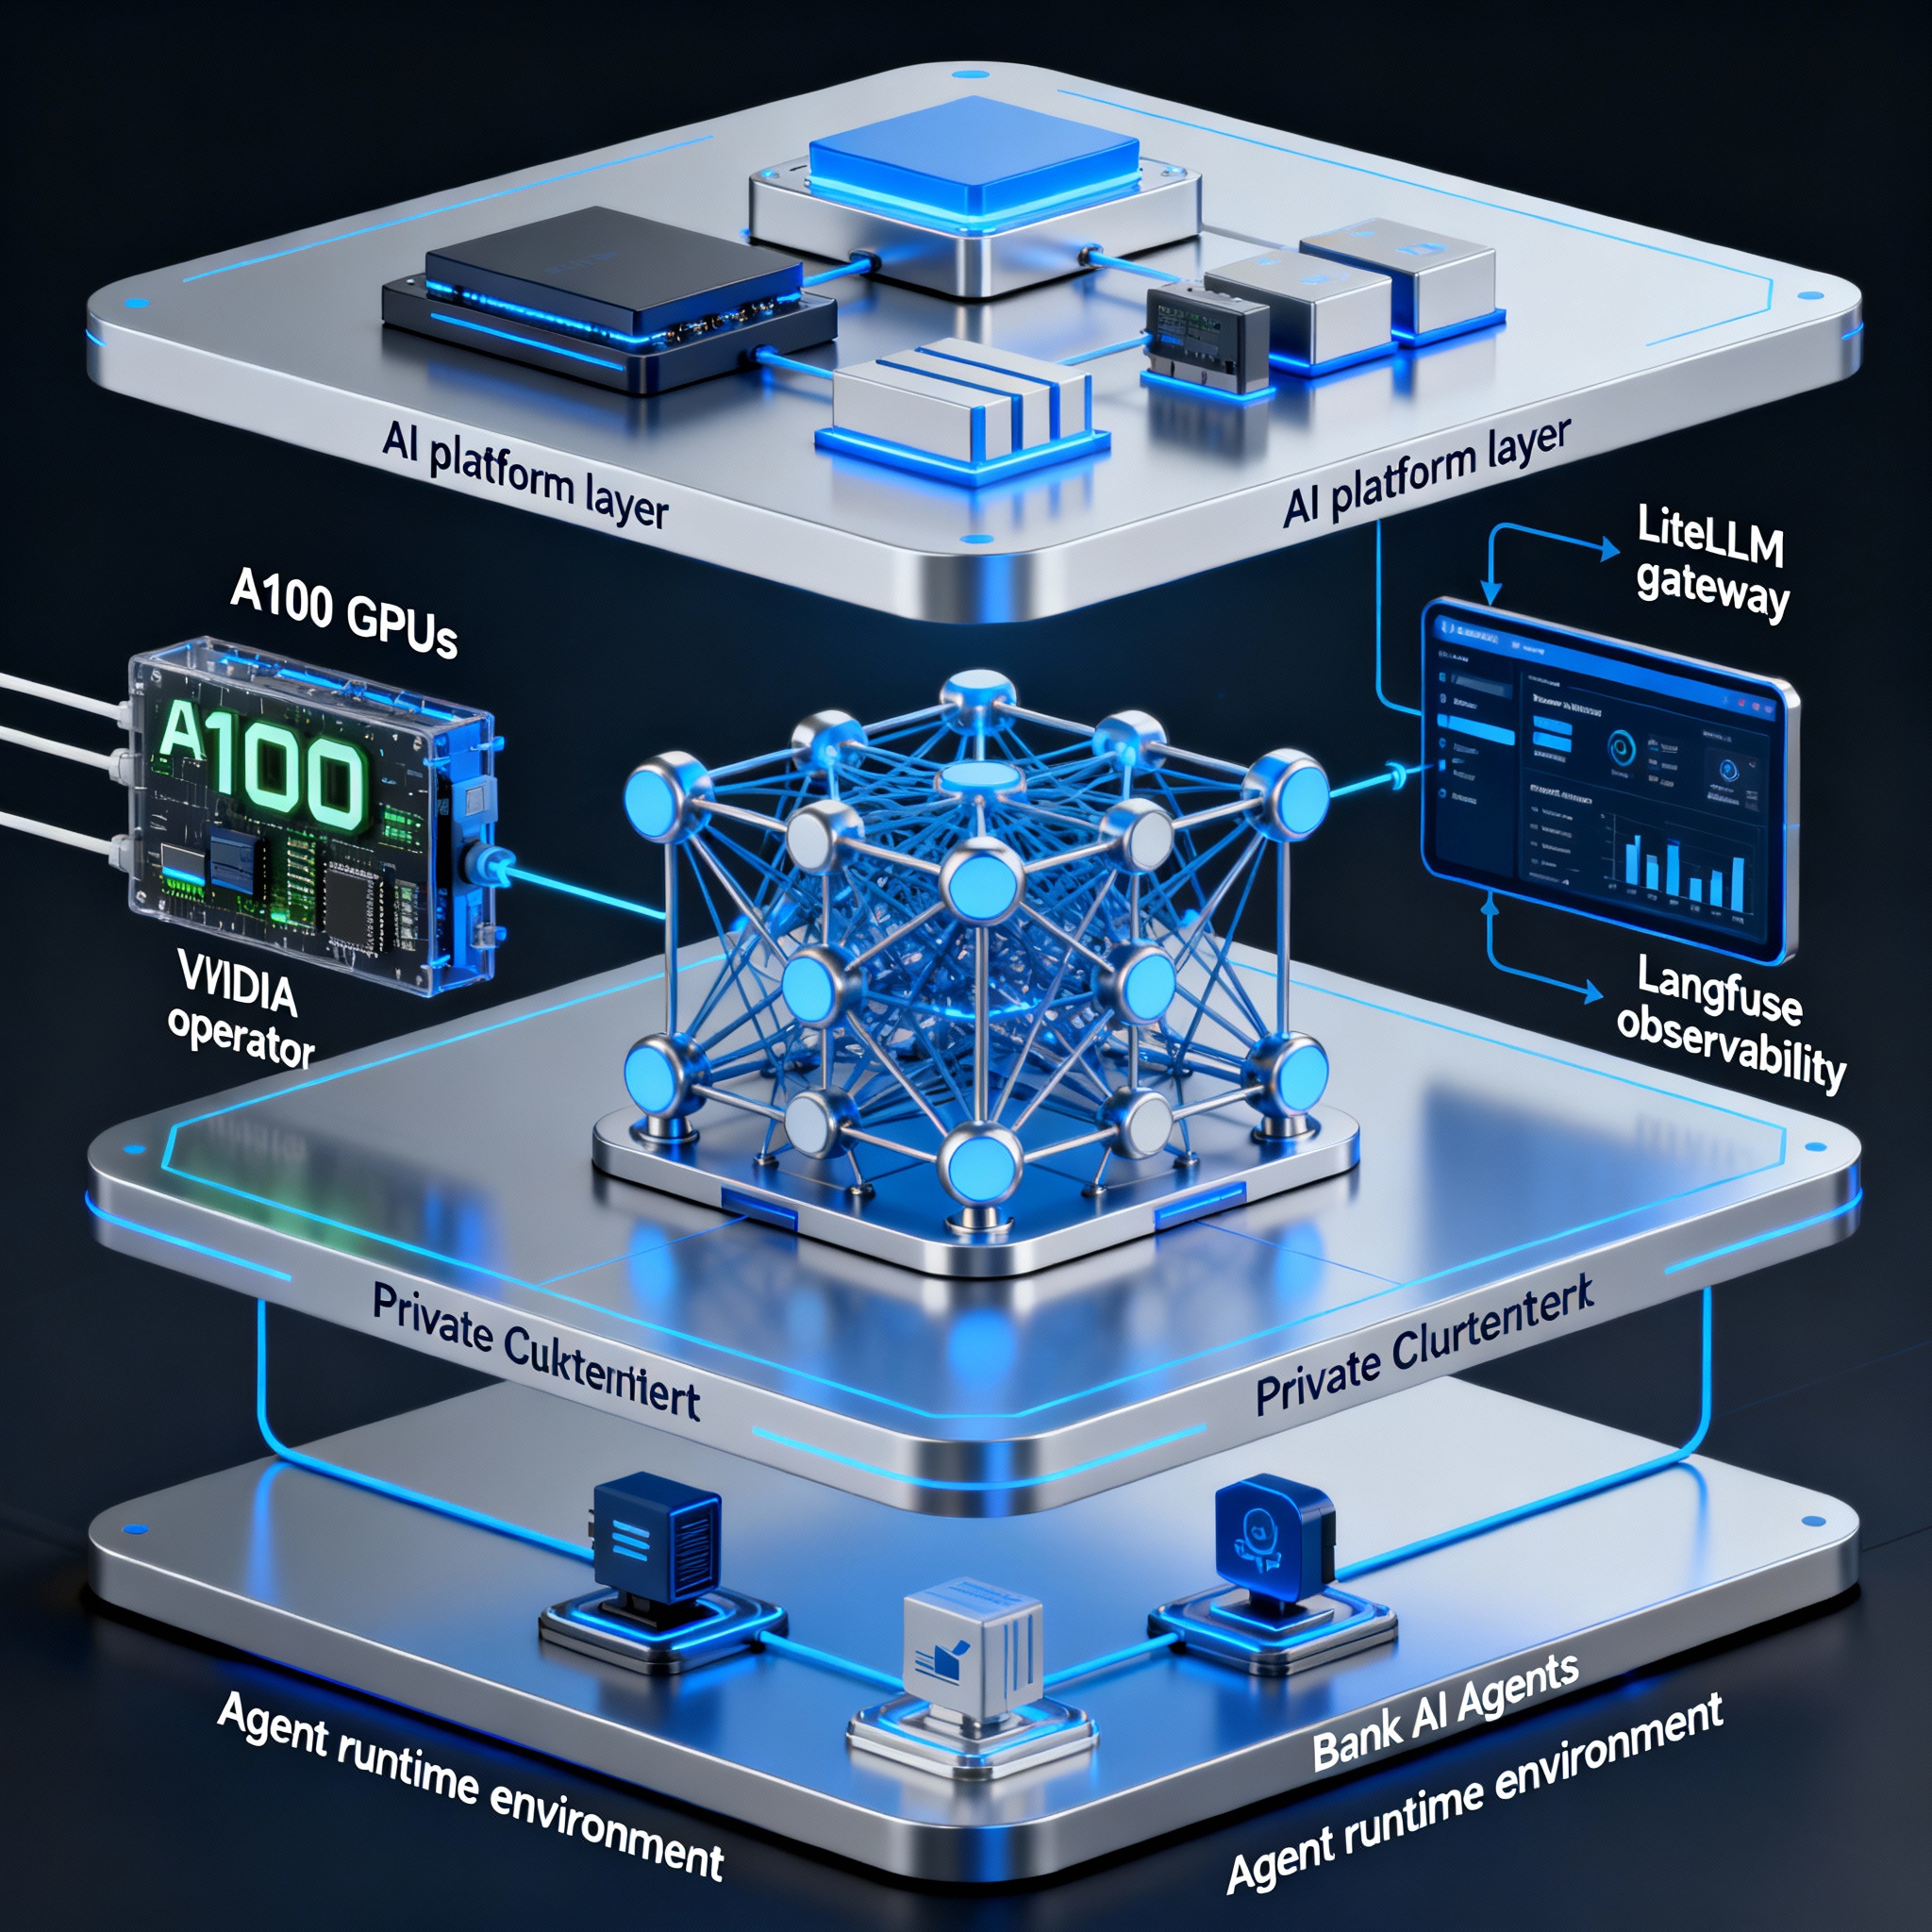 AI platform layer
AI platform layer
LiteLLM
gateway
A100 GPUs
A100
VVIDIA
operator
Langfuse
observability
Private Cukterniert
Private Clurtenterk
Bank AI Agents
Agent runtime environment
Agent runtime environment